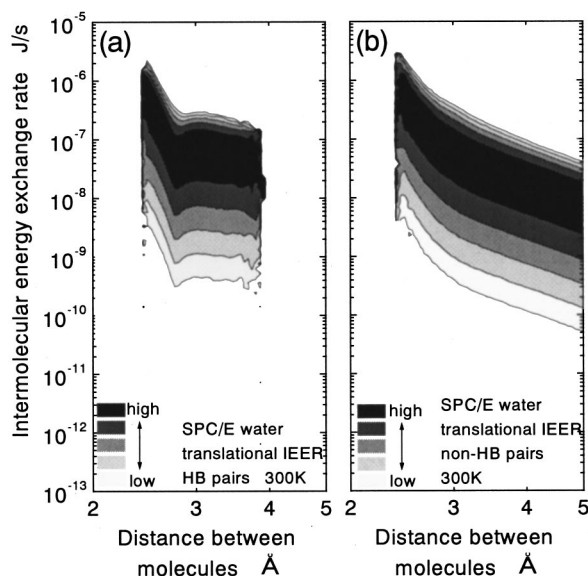 Intermolecular energy exchange rate J/s
10-5
10-6
10-7
10-8
10-9
10-10
10-11
10-12
10-13
(a)
high
low
SPC/E water
translational IEER
HB pairs 300K
2 3 4 5
Distance between
molecules Å
(b)
high
low
SPC/E water
translational IEER
non-HB pairs
300K
2 3 4 5
Distance between
molecules Å